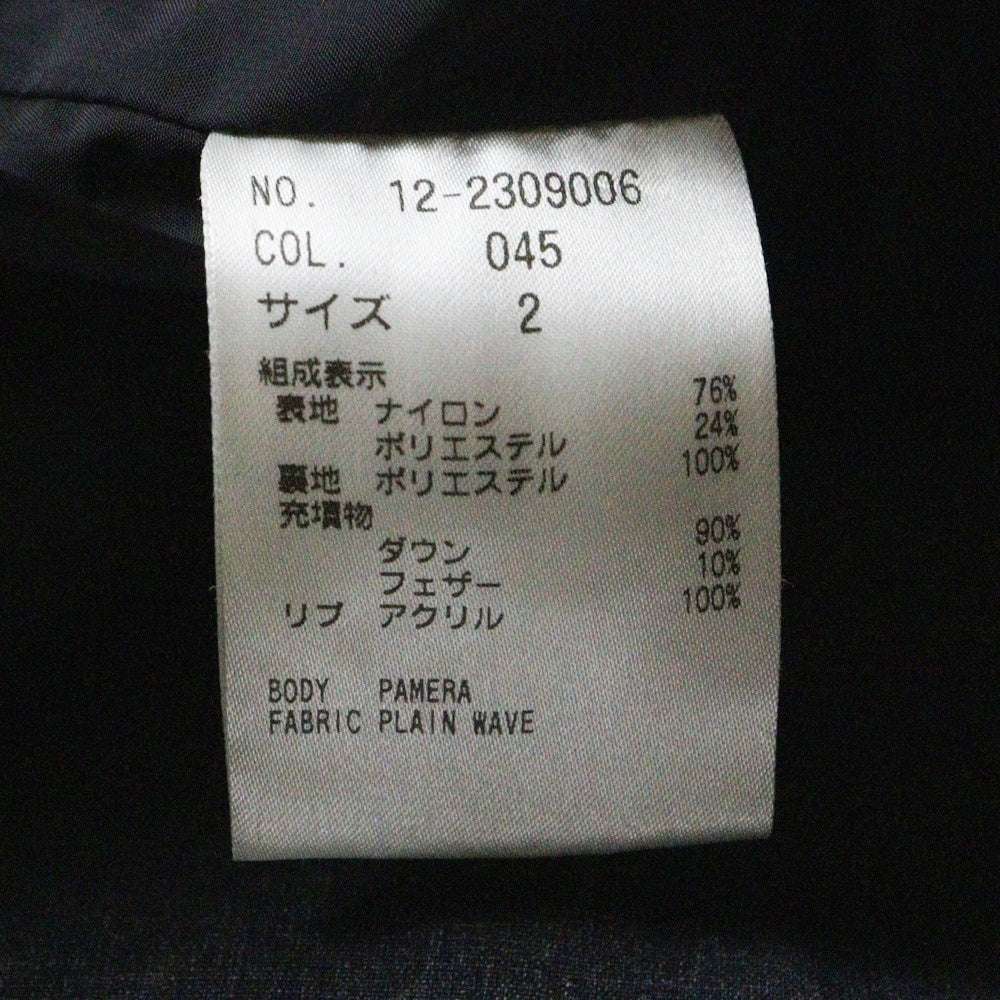 NO. 12-2309006
COL. 045
サイズ 2
組成表示
表地 ナイロン 76%
ポリエステル 24%
裏地 ポリエステル 100%
充填物
ダウン 90%
フェザー 10%
リブ アクリル 100%
BODY PAMERA
FABRIC PLAIN WAVE